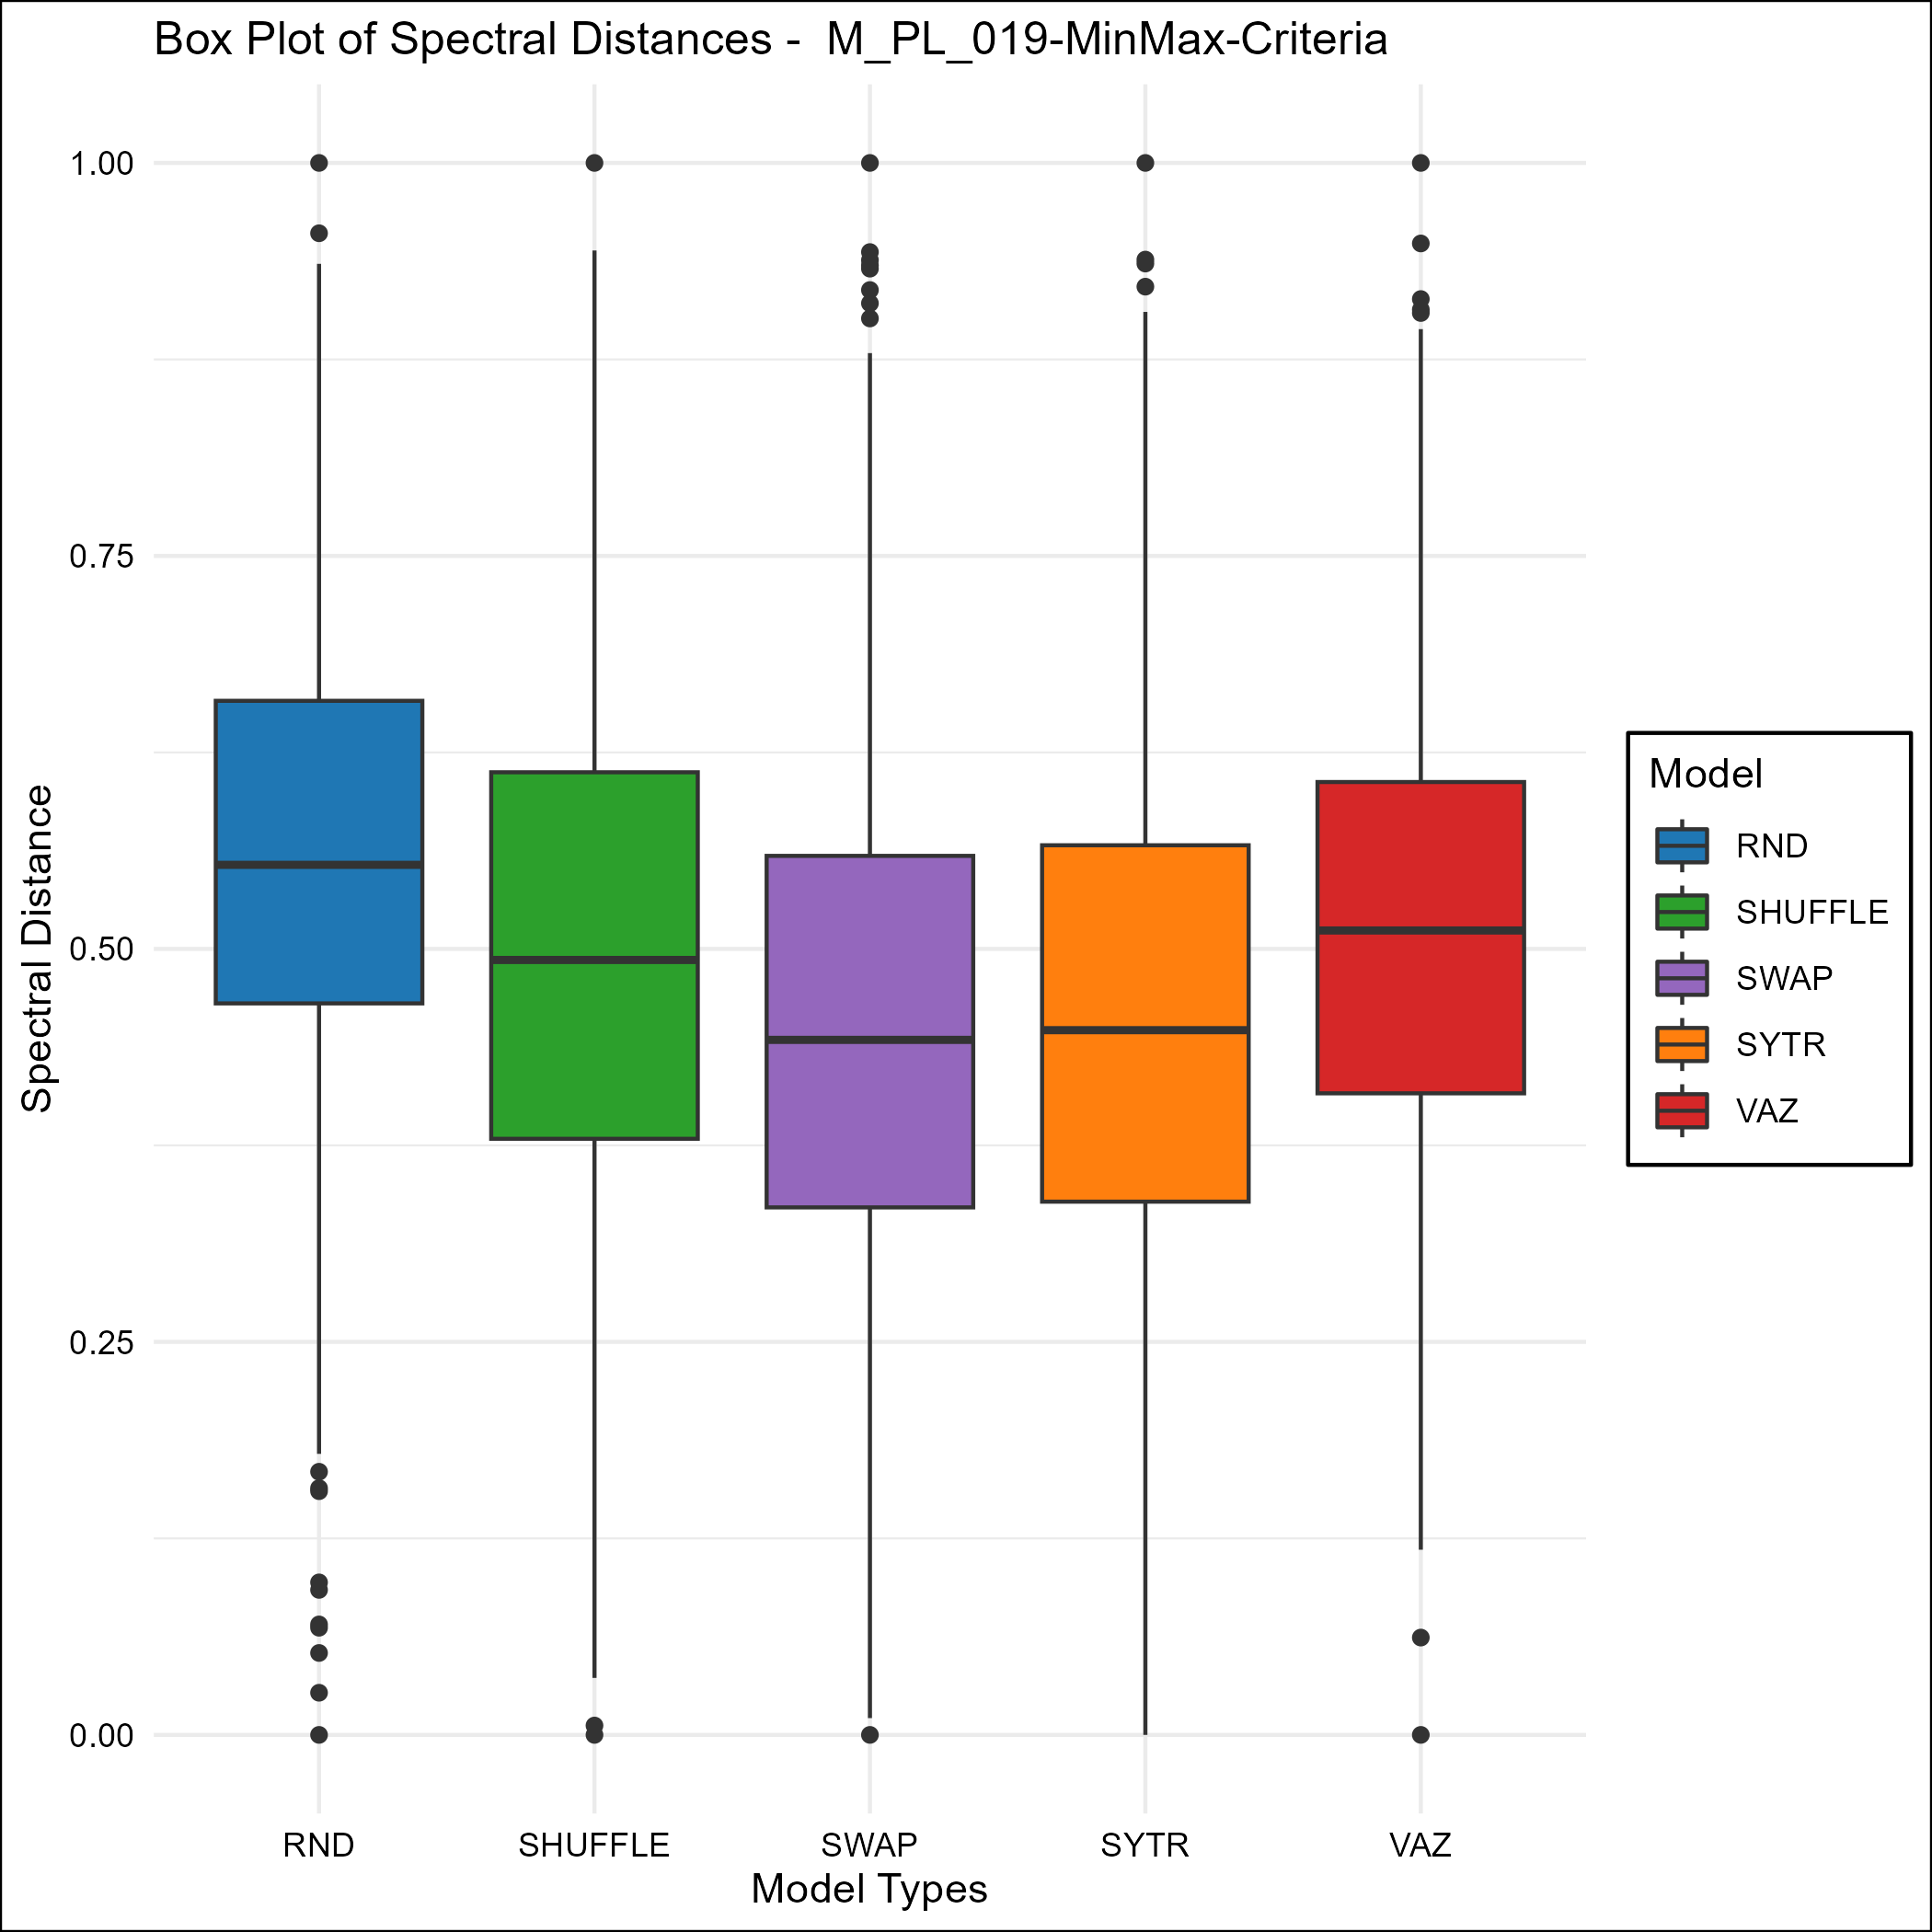 Box Plot of Spectral Distances -  M_PL_019-MinMax-Criteria
1.00
0.75
0.50
0.25
0.00
Spectral Distance
RND
SHUFFLE
SWAP
SYTR
VAZ
Model Types
Model
RND
SHUFFLE
SWAP
SYTR
VAZ